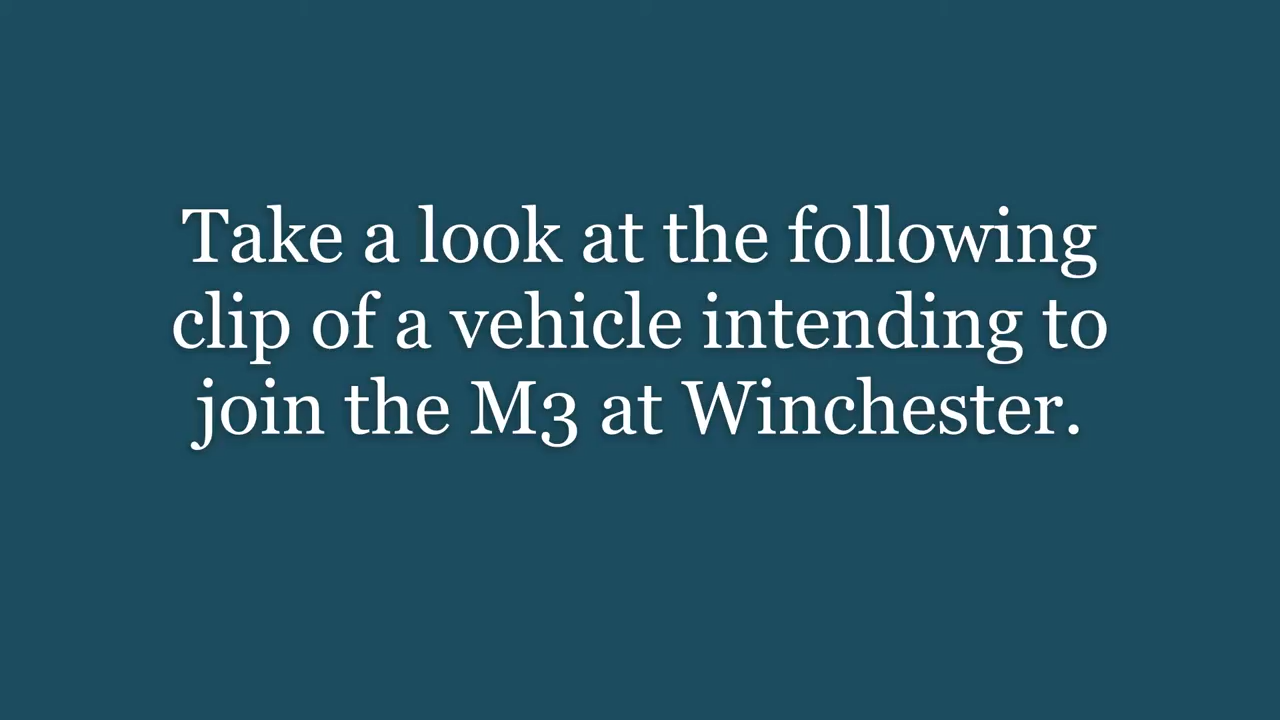 Take a look at the following
clip of a vehicle intending to
join the M3 at Winchester.